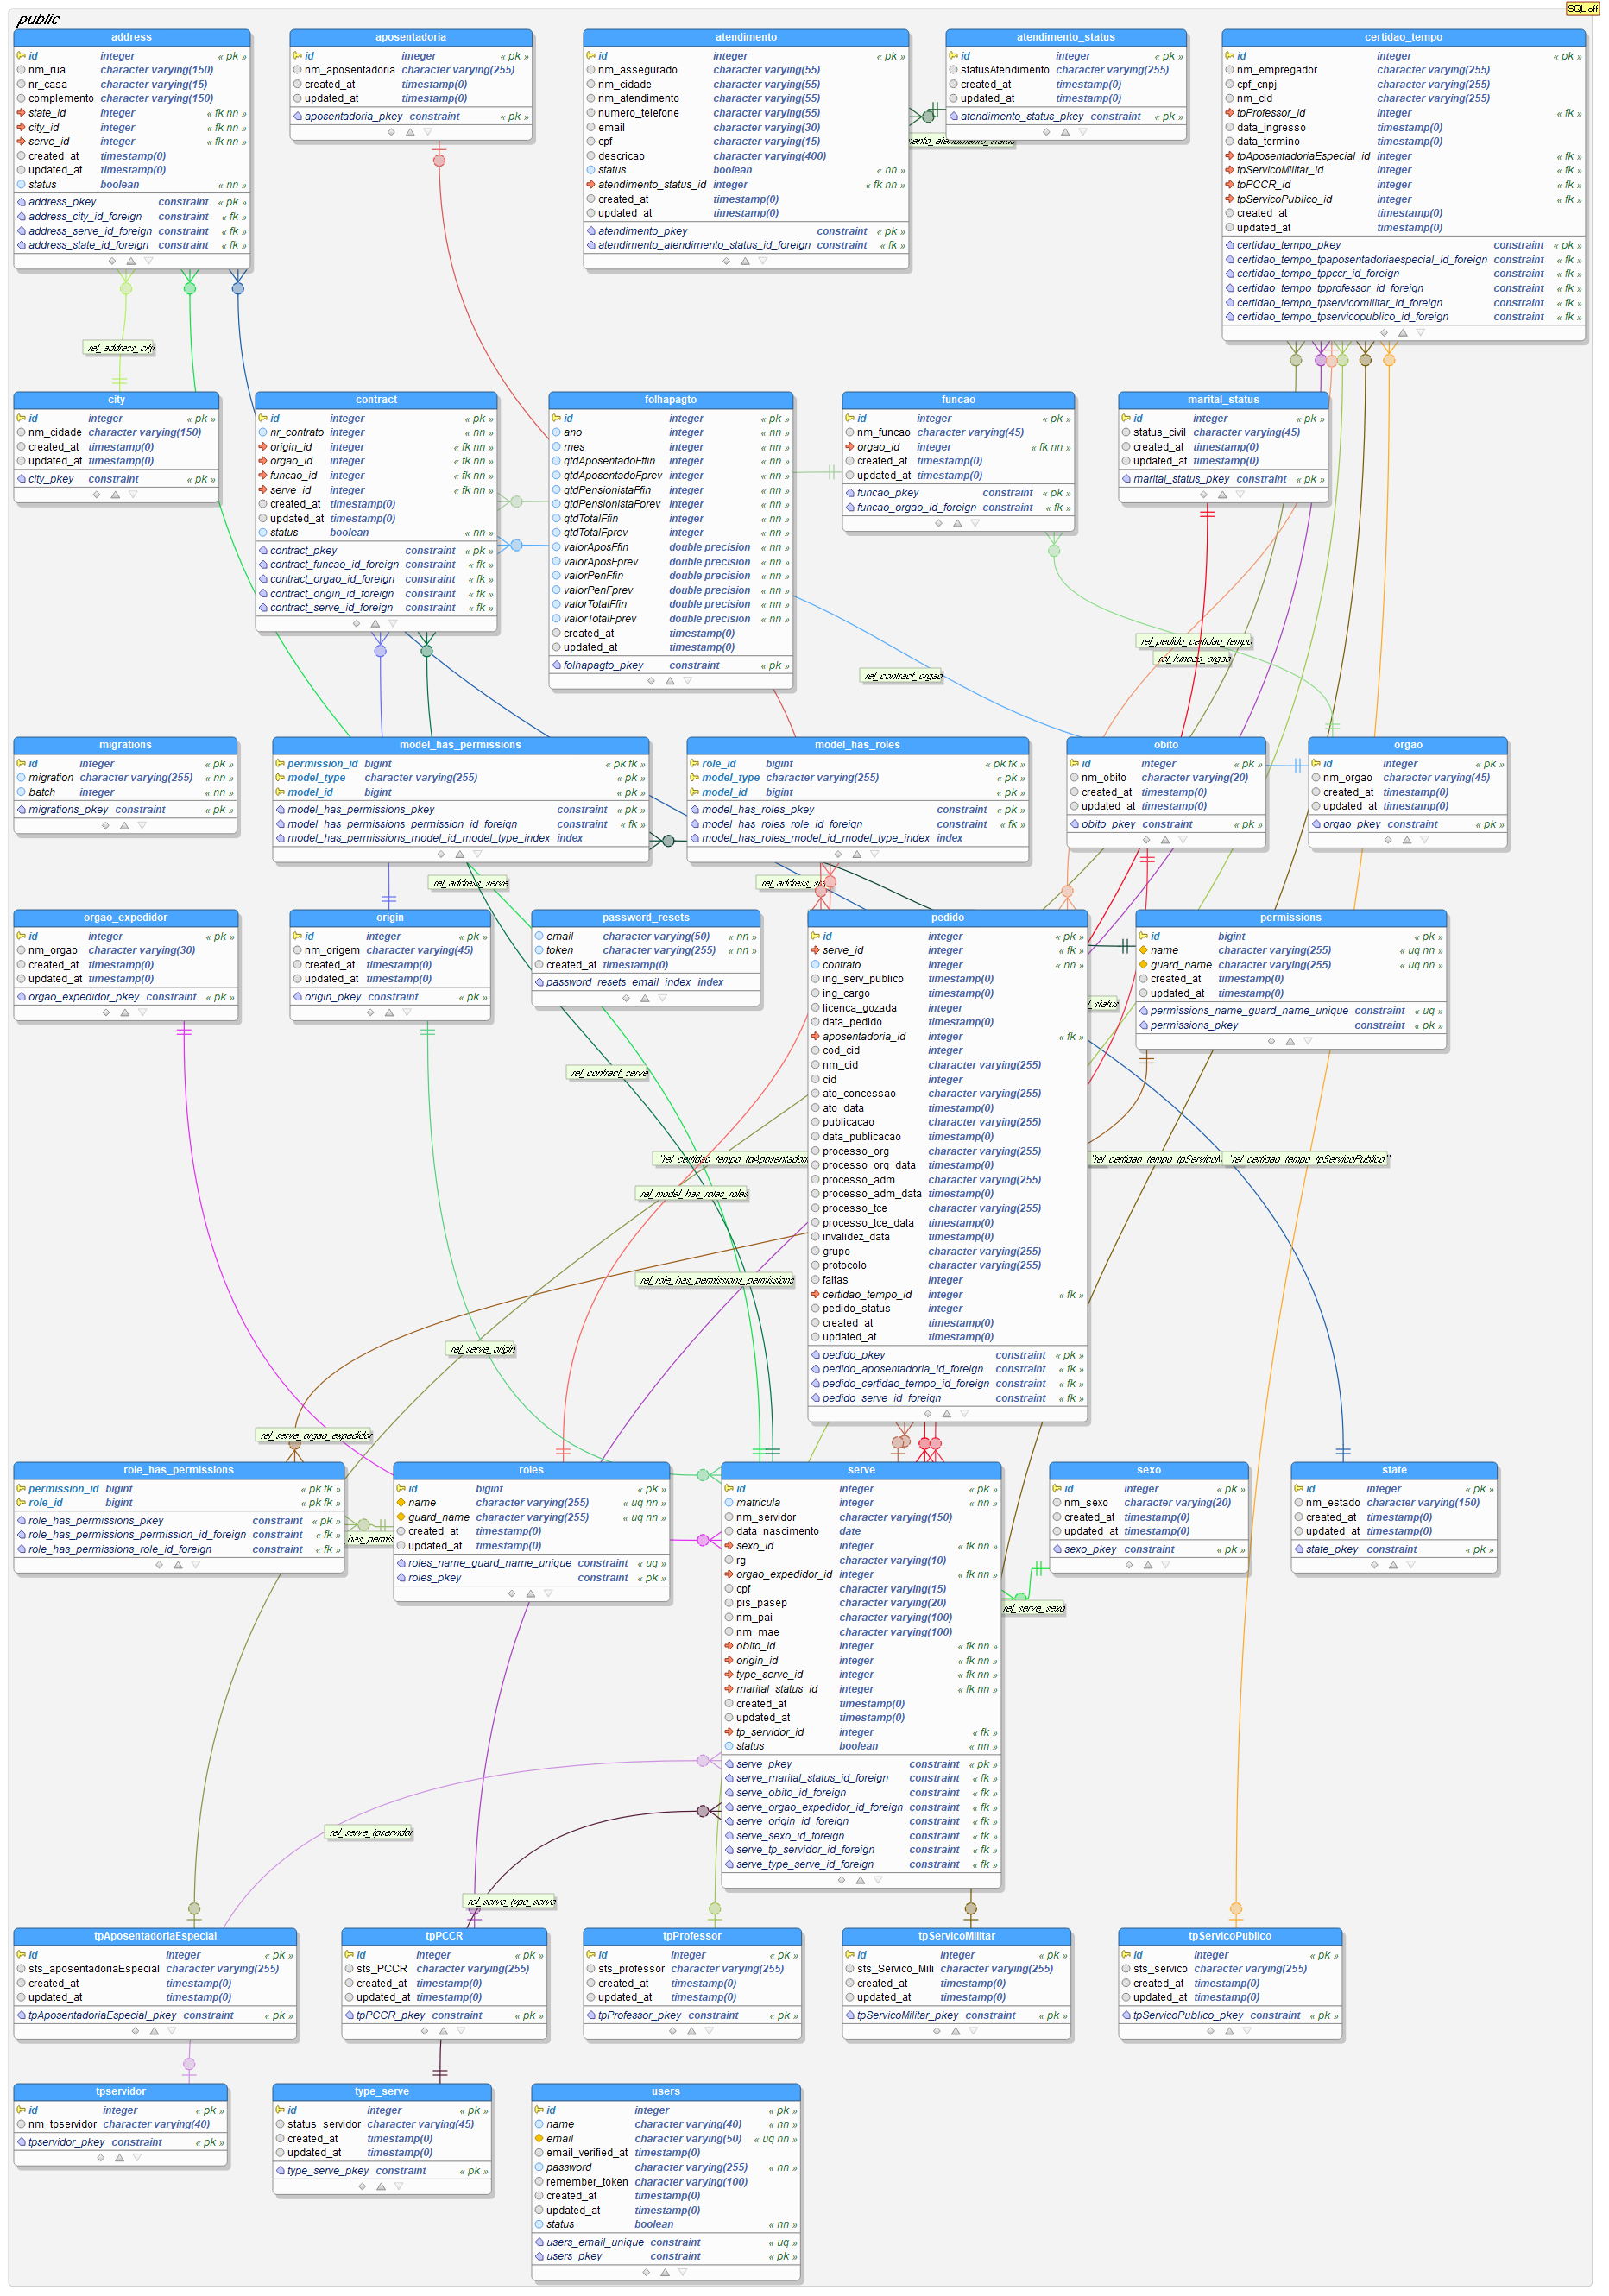 public
SQL off
address
id integer « pk »
nm_rua character varying(150)
nr_casa character varying(15)
complemento character varying(150)
state_id integer « fk nn »
city_id integer « fk nn »
serve_id integer « fk nn »
created_at timestamp(0)
updated_at timestamp(0)
status boolean « nn »
address_pkey constraint « pk »
address_city_id_foreign constraint « fk »
address_serve_id_foreign constraint « fk »
address_state_id_foreign constraint « fk »
aposentadoria
id integer « pk »
nm_aposentadoria character varying(255)
created_at timestamp(0)
updated_at timestamp(0)
aposentadoria_pkey constraint « pk »
atendimento
id integer « pk »
nm_assegurado character varying(55)
nm_cidade character varying(55)
nm_atendimento character varying(55)
numero_telefone character varying(55)
email character varying(30)
cpf character varying(15)
descricao character varying(400)
status boolean « nn »
atendimento_status_id integer « fk nn »
created_at timestamp(0)
updated_at timestamp(0)
atendimento_pkey constraint « pk »
atendimento_atendimento_status_id_foreign constraint « fk »
atendimento_status
id integer « pk »
statusAtendimento character varying(255)
created_at timestamp(0)
updated_at timestamp(0)
atendimento_status_pkey constraint « pk »
certidao_tempo
id integer « pk »
nm_empregador character varying(255)
cpf_cnpj character varying(255)
nm_cid character varying(255)
tpProfessor_id integer « fk »
data_ingresso timestamp(0)
data_termino timestamp(0)
tpAposentadoriaEspecial_id integer « fk »
tpServicoMilitar_id integer « fk »
tpPCCR_id integer « fk »
tpServicoPublico_id integer « fk »
created_at timestamp(0)
updated_at timestamp(0)
certidao_tempo_pkey constraint « pk »
certidao_tempo_tpaposentadoriaespecial_id_foreign constraint « fk »
certidao_tempo_tppccr_id_foreign constraint « fk »
certidao_tempo_tpprofessor_id_foreign constraint « fk »
certidao_tempo_tpservicomilitar_id_foreign constraint « fk »
certidao_tempo_tpservicopublico_id_foreign constraint « fk »
rel_address_city
city
id integer « pk »
nm_cidade character varying(150)
created_at timestamp(0)
updated_at timestamp(0)
city_pkey constraint « pk »
contract
id integer « pk »
nr_contrato integer « nn »
origin_id integer « fk nn »
orgao_id integer « fk nn »
funcao_id integer « fk nn »
serve_id integer « fk nn »
created_at timestamp(0)
updated_at timestamp(0)
status boolean « nn »
contract_pkey constraint « pk »
contract_funcao_id_foreign constraint « fk »
contract_orgao_id_foreign constraint « fk »
contract_origin_id_foreign constraint « fk »
contract_serve_id_foreign constraint « fk »
folhapagto
id integer « pk »
ano integer « nn »
mes integer « nn »
qtdAposentadoFfin integer « nn »
qtdAposentadoFprev integer « nn »
qtdPensionistaFfin integer « nn »
qtdPensionistaFprev integer « nn »
qtdTotalFfin integer « nn »
qtdTotalFprev integer « nn »
valorAposFfin double precision « nn »
valorAposFprev double precision « nn »
valorPenFfin double precision « nn »
valorPenFprev double precision « nn »
valorTotalFfin double precision « nn »
valorTotalFprev double precision « nn »
created_at timestamp(0)
updated_at timestamp(0)
folhapagto_pkey constraint « pk »
funcao
id integer « pk »
nm_funcao character varying(45)
orgao_id integer « fk nn »
created_at timestamp(0)
updated_at timestamp(0)
funcao_pkey constraint « pk »
funcao_orgao_id_foreign constraint « fk »
marital_status
id integer « pk »
status_civil character varying(45)
created_at timestamp(0)
updated_at timestamp(0)
marital_status_pkey constraint « pk »
rel_pedido_certidao_tempo
rel_funcao_orgao
rel_contract_orgao
migrations
id integer « pk »
migration character varying(255) « nn »
batch integer « nn »
migrations_pkey constraint « pk »
model_has_permissions
permission_id bigint « pk fk »
model_type character varying(255) « pk »
model_id bigint « pk »
model_has_permissions_pkey constraint « pk »
model_has_permissions_permission_id_foreign constraint « fk »
model_has_permissions_model_id_model_type_index index
model_has_roles
role_id bigint « pk fk »
model_type character varying(255) « pk »
model_id bigint « pk »
model_has_roles_pkey constraint « pk »
model_has_roles_role_id_foreign constraint « fk »
model_has_roles_model_id_model_type_index index
obito
id integer « pk »
nm_obito character varying(20)
created_at timestamp(0)
updated_at timestamp(0)
obito_pkey constraint « pk »
orgao
id integer « pk »
nm_orgao character varying(45)
created_at timestamp(0)
updated_at timestamp(0)
orgao_pkey constraint « pk »
rel_address_serve
orgao_expedidor
id integer « pk »
nm_orgao character varying(30)
created_at timestamp(0)
updated_at timestamp(0)
orgao_expedidor_pkey constraint « pk »
origin
id integer « pk »
nm_origem character varying(45)
created_at timestamp(0)
updated_at timestamp(0)
origin_pkey constraint « pk »
password_resets
email character varying(50) « nn »
token character varying(255) « nn »
created_at timestamp(0)
password_resets_email_index index
pedido
id integer « pk »
serve_id integer « fk »
contrato integer « nn »
ing_serv_publico timestamp(0)
ing_cargo timestamp(0)
licenca_gozada integer
data_pedido timestamp(0)
aposentadoria_id integer « fk »
cod_cid integer
nm_cid character varying(255)
cid integer
ato_concessao character varying(255)
ato_data timestamp(0)
publicacao character varying(255)
data_publicacao timestamp(0)
processo_org character varying(255)
processo_org_data timestamp(0)
processo_adm character varying(255)
processo_adm_data timestamp(0)
processo_tce character varying(255)
processo_tce_data timestamp(0)
invalidez_data timestamp(0)
grupo character varying(255)
protocolo character varying(255)
faltas integer
certidao_tempo_id integer « fk »
pedido_status integer
created_at timestamp(0)
updated_at timestamp(0)
pedido_pkey constraint « pk »
pedido_aposentadoria_id_foreign constraint « fk »
pedido_certidao_tempo_id_foreign constraint « fk »
pedido_serve_id_foreign constraint « fk »
permissions
id bigint « pk »
name character varying(255) « uq nn »
guard_name character varying(255) « uq nn »
created_at timestamp(0)
updated_at timestamp(0)
permissions_name_guard_name_unique constraint « uq »
permissions_pkey constraint « pk »
rel_contract_serve
"rel_certidao_tempo_tpServicoPublico"
rel_model_has_roles_roles
rel_role_has_permissions_permissions
rel_serve_origin
rel_serve_orgao_expedidor
role_has_permissions
permission_id bigint « pk fk »
role_id bigint « pk fk »
role_has_permissions_pkey constraint « pk »
role_has_permissions_permission_id_foreign constraint « fk »
role_has_permissions_role_id_foreign constraint « fk »
roles
id bigint « pk »
name character varying(255) « uq nn »
guard_name character varying(255) « uq nn »
created_at timestamp(0)
updated_at timestamp(0)
roles_name_guard_name_unique constraint « uq »
roles_pkey constraint « pk »
serve
id integer « pk »
matricula integer « nn »
nm_servidor character varying(150)
data_nascimento date
sexo_id integer « fk nn »
rg character varying(10)
orgao_expedidor_id integer « fk nn »
cpf character varying(15)
pis_pasep character varying(20)
nm_pai character varying(100)
nm_mae character varying(100)
obito_id integer « fk nn »
origin_id integer « fk nn »
type_serve_id integer « fk nn »
marital_status_id integer « fk nn »
created_at timestamp(0)
updated_at timestamp(0)
tp_servidor_id integer « fk »
status boolean « nn »
serve_pkey constraint « pk »
serve_marital_status_id_foreign constraint « fk »
serve_obito_id_foreign constraint « fk »
serve_orgao_expedidor_id_foreign constraint « fk »
serve_origin_id_foreign constraint « fk »
serve_sexo_id_foreign constraint « fk »
serve_tp_servidor_id_foreign constraint « fk »
serve_type_serve_id_foreign constraint « fk »
sexo
id integer « pk »
nm_sexo character varying(20)
created_at timestamp(0)
updated_at timestamp(0)
sexo_pkey constraint « pk »
state
id integer « pk »
nm_estado character varying(150)
created_at timestamp(0)
updated_at timestamp(0)
state_pkey constraint « pk »
rel_serve_sexo
rel_serve_tpservidor
rel_serve_type_serve
tpAposentadoriaEspecial
id integer « pk »
sts_aposentadoriaEspecial character varying(255)
created_at timestamp(0)
updated_at timestamp(0)
tpAposentadoriaEspecial_pkey constraint « pk »
tpPCCR
id integer « pk »
sts_PCCR character varying(255)
created_at timestamp(0)
updated_at timestamp(0)
tpPCCR_pkey constraint « pk »
tpProfessor
id integer « pk »
sts_professor character varying(255)
created_at timestamp(0)
updated_at timestamp(0)
tpProfessor_pkey constraint « pk »
tpServicoMilitar
id integer « pk »
sts_Servico_Mili character varying(255)
created_at timestamp(0)
updated_at timestamp(0)
tpServicoMilitar_pkey constraint « pk »
tpServicoPublico
id integer « pk »
sts_servico character varying(255)
created_at timestamp(0)
updated_at timestamp(0)
tpServicoPublico_pkey constraint « pk »
tpservidor
id integer « pk »
nm_tpservidor character varying(40)
tpservidor_pkey constraint « pk »
type_serve
id integer « pk »
status_servidor character varying(45)
created_at timestamp(0)
updated_at timestamp(0)
type_serve_pkey constraint « pk »
users
id integer « pk »
name character varying(40) « nn »
email character varying(50) « uq nn »
email_verified_at timestamp(0)
password character varying(255) « nn »
remember_token character varying(100)
created_at timestamp(0)
updated_at timestamp(0)
status boolean « nn »
users_email_unique constraint « uq »
users_pkey constraint « pk »